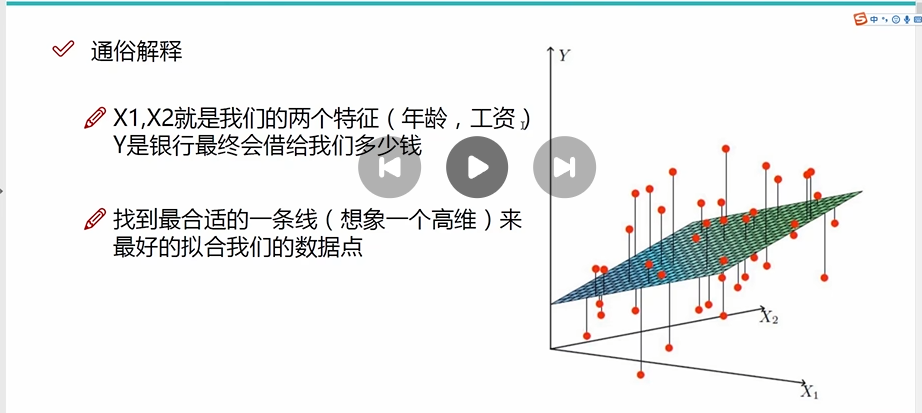 通俗解释
X1,X2就是我们的两个特征（年龄，工资）
Y是银行最终会借给我们多少钱
找到最合适的一条线（想象一个高维）来
最好的拟合我们的数据点
Y
X2
X1
中